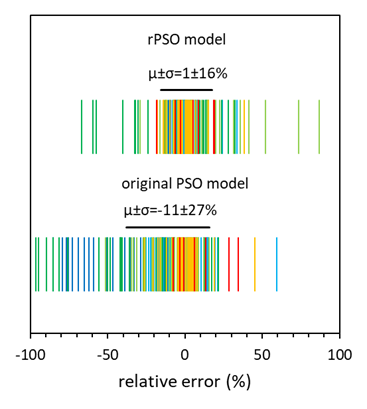 rPSO model
μ±σ=1±16%
original PSO model
μ±σ=-11±27%
-100 -50 0 50 100
relative error (%)